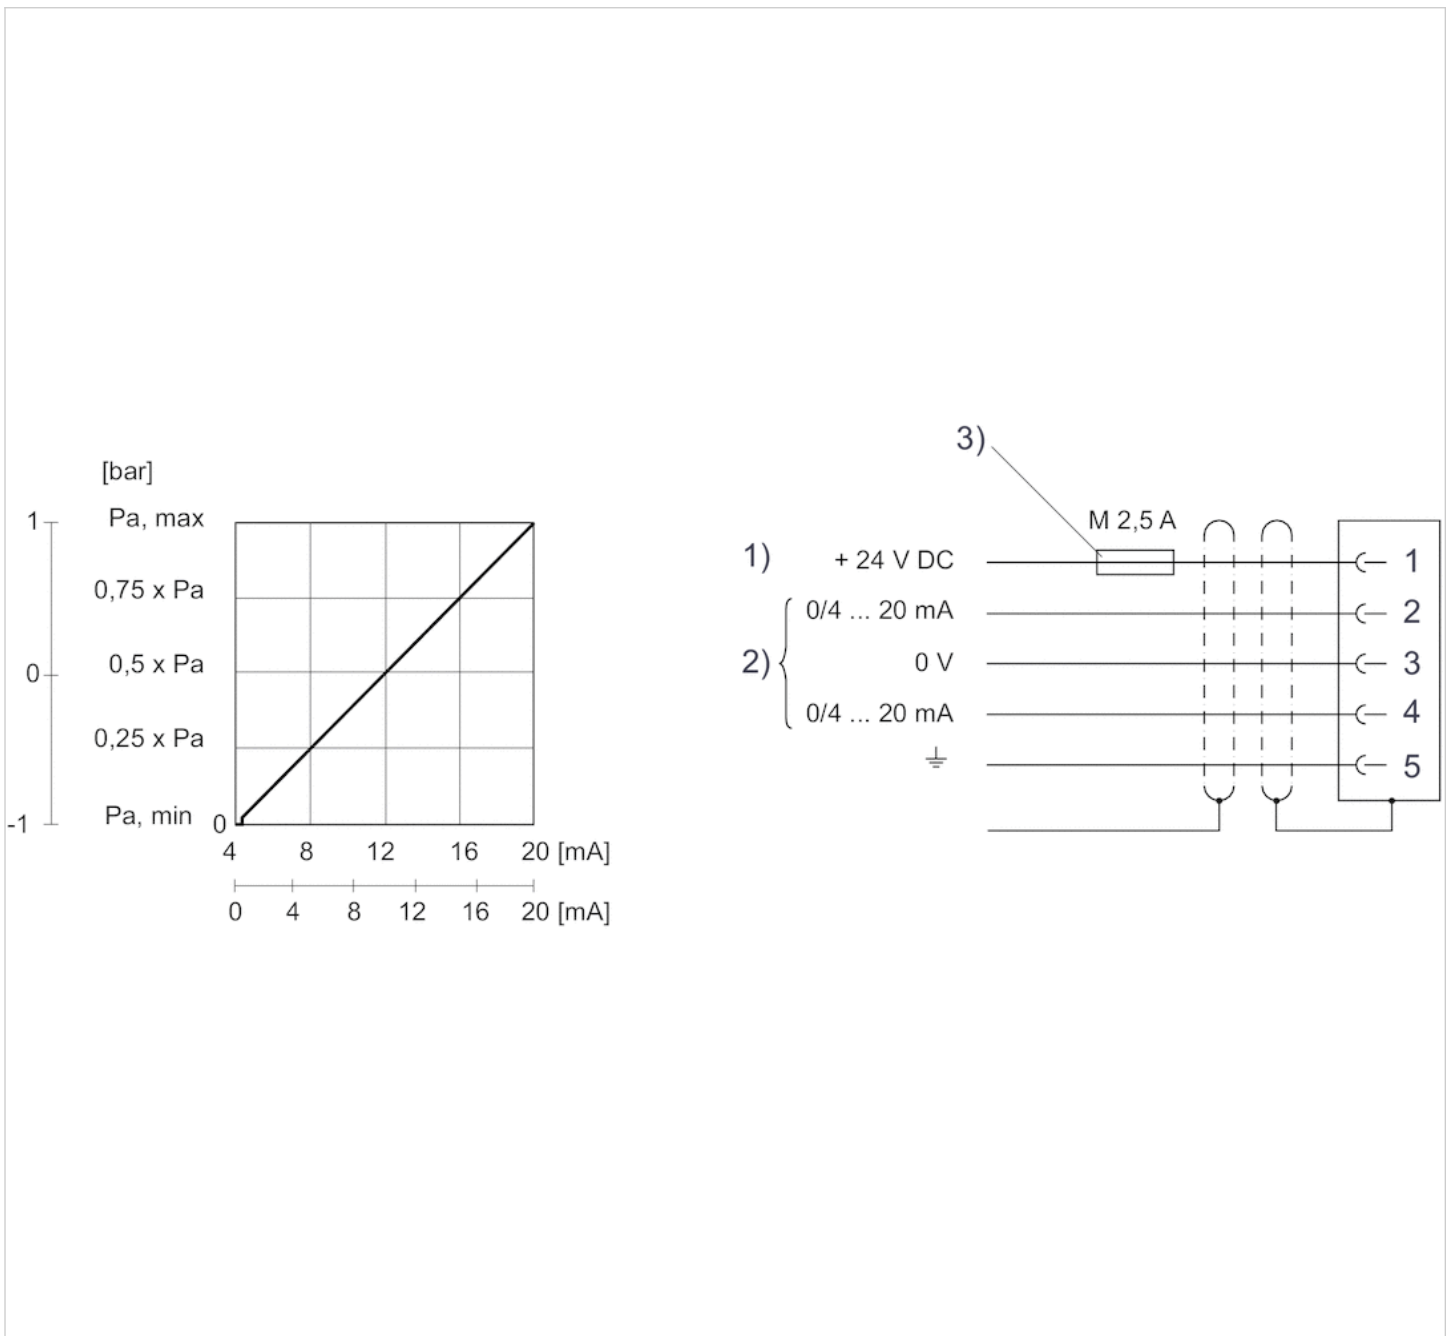 [bar]
1
Pa, max
0,75 x Pa
0
0,5 x Pa
0,25 x Pa
-1
Pa, min
0
4 8 12 16 20 [mA]
0 4 8 12 16 20 [mA]
3)
M 2,5 A
1) + 24 V DC 1
0/4 ... 20 mA 2
2) 0 V 3
0/4 ... 20 mA 4
5